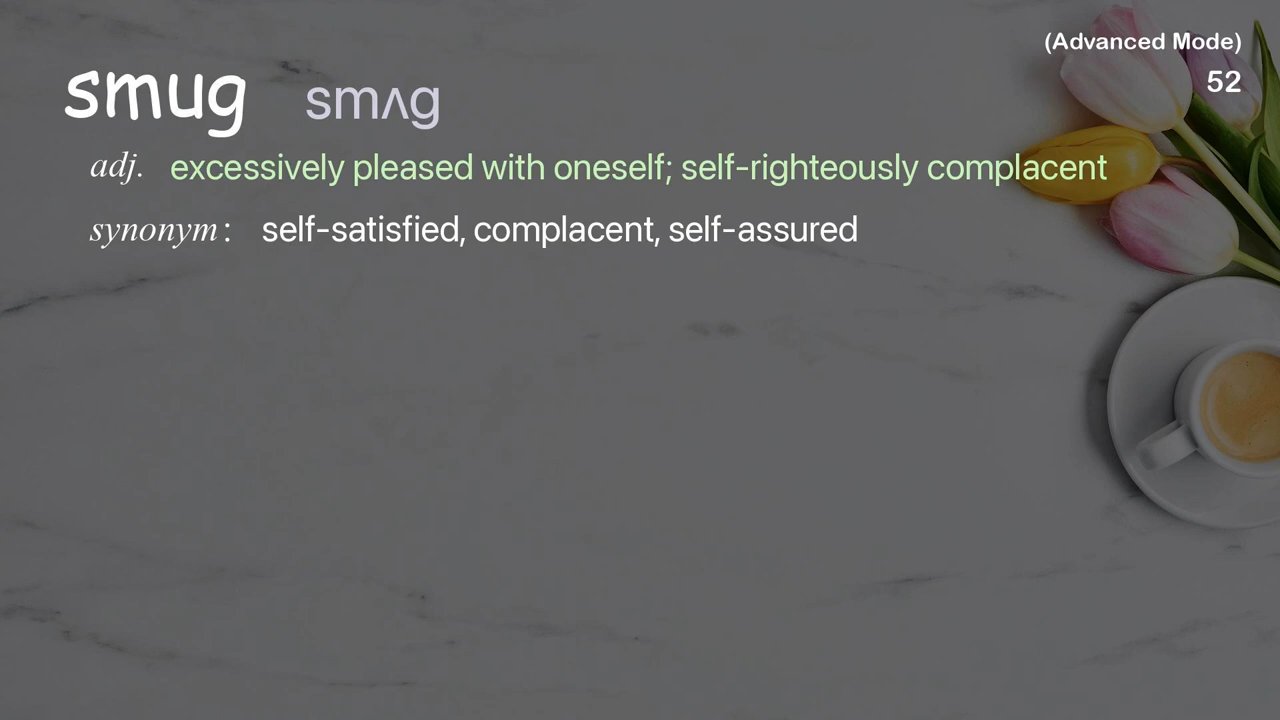 (Advanced Mode)
52
smug smʌg
adj. excessively pleased with oneself; self-righteously complacent
synonym: self-satisfied, complacent, self-assured